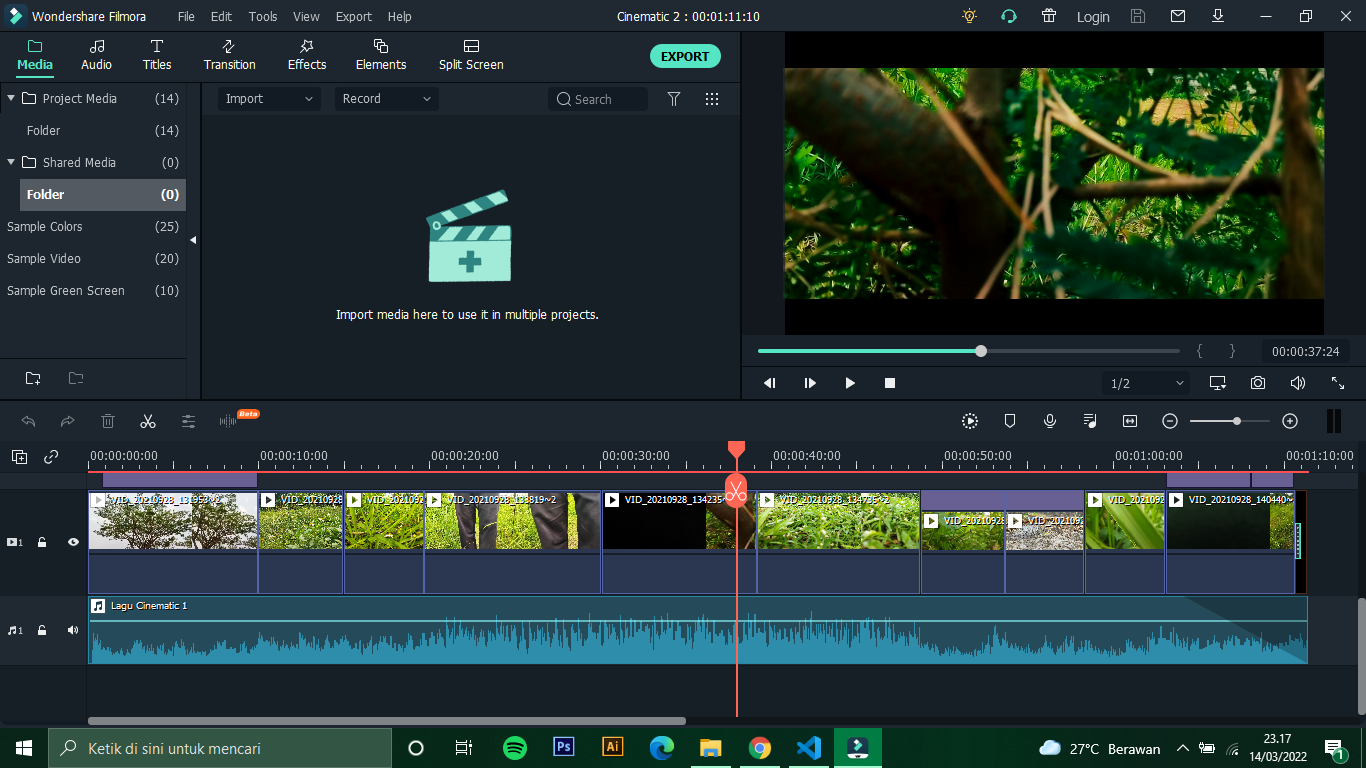 Wondershare Filmora File Edit Tools View Export Help Cinematic 2 : 00:01:11:10 Login
Media Audio Titles Transition Effects Elements Split Screen EXPORT
Project Media (14)
Folder (14)
Shared Media (0)
Folder (0)
Sample Colors (25)
Sample Video (20)
Sample Green Screen (10)
Import Record Search
Import media here to use it in multiple projects.
{ } 00:00:37:24
1/2
Beta
00:00:00:00 00:00:10:00 00:00:20:00 00:00:30:00 00:00:40:00 00:00:50:00 00:01:00:00 00:01:10:00
VID_20210928_131953~2 VID_20210928 VID_2021092 VID_20210928_133819~2 VID_20210928_134235~ VID_20210928_134735~2 VID_2021092 VID_2021092 VID_2021092 VID_20210928_140440~
1
Lagu Cinematic 1
1
Ketik di sini untuk mencari Ps Ai 27°C Berawan 23.17
14/03/2022 1